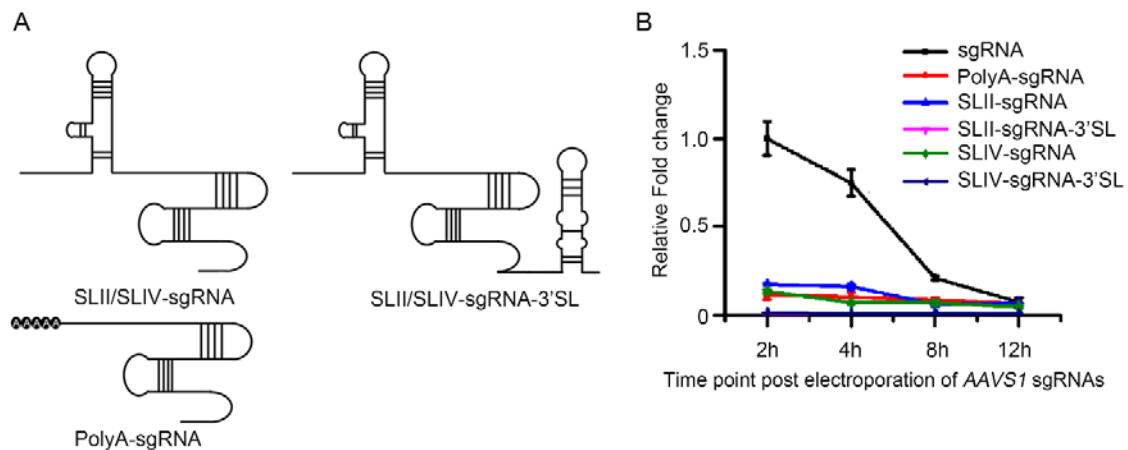 A
SLII/SLIV-sgRNA
SLII/SLIV-sgRNA-3'SL
AAAAA
PolyA-sgRNA
B
1.5
1.0
0.5
0
Relative Fold change
sgRNA
PolyA-sgRNA
SLII-sgRNA
SLII-sgRNA-3'SL
SLIV-sgRNA
SLIV-sgRNA-3'SL
2h
4h
8h
12h
Time point post electroporation of AAVS1 sgRNAs